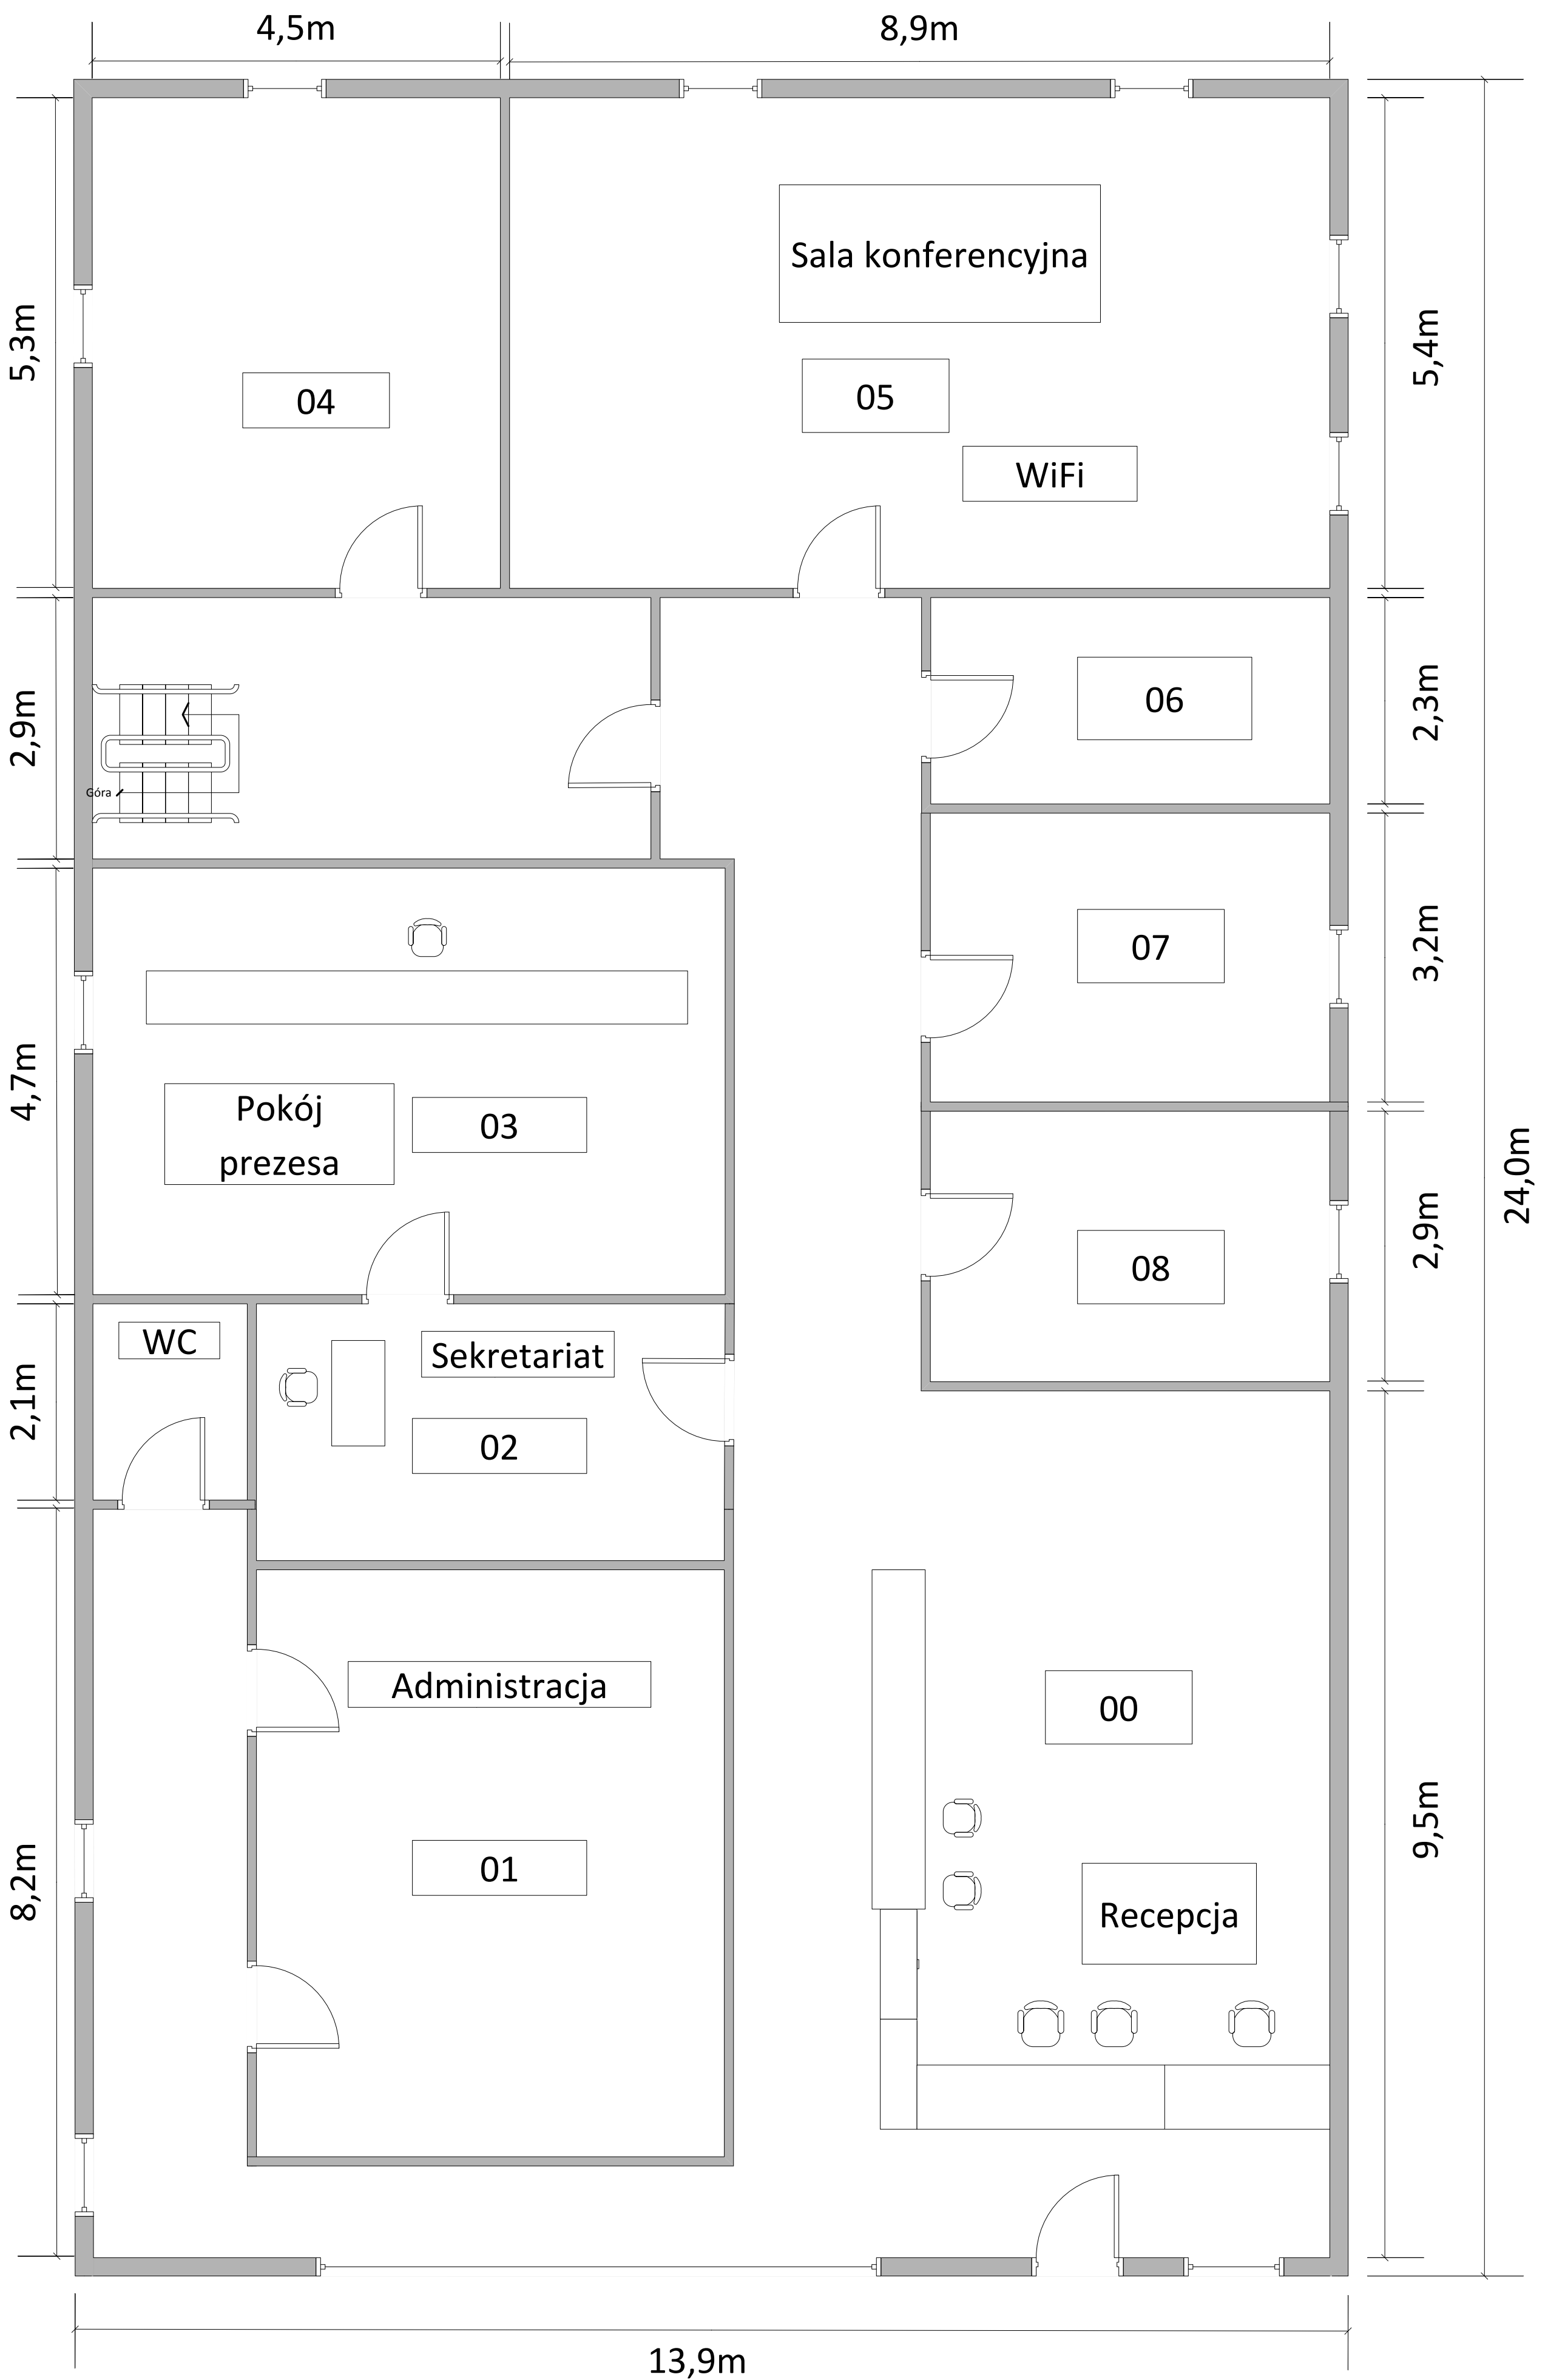 4,5m
8,9m
Sala konferencyjna
5,3m
5,4m
04
05
WiFi
2,9m
06
2,3m
Góra
07
3,2m
4,7m
Pokój
prezesa
03
24,0m
08
2,9m
WC
Sekretariat
2,1m
02
Administracja
00
01
8,2m
9,5m
Recepcja
13,9m